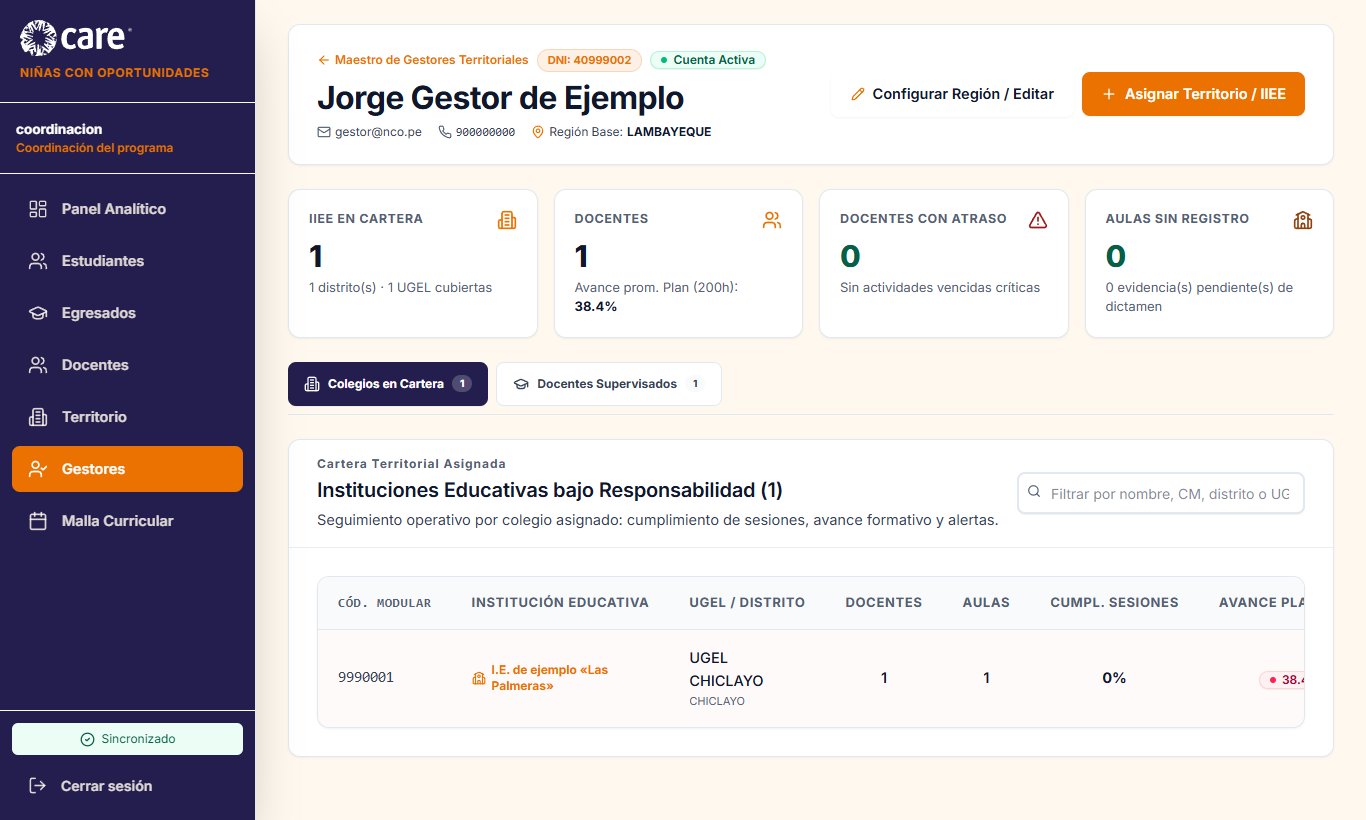 care
NIÑAS CON OPORTUNIDADES
coordinacion
Coordinación del programa
Panel Analítico
Estudiantes
Egresados
Docentes
Territorio
Gestores
Malla Curricular
Sincronizado
Cerrar sesión
← Maestro de Gestores Territoriales
DNI: 40999002
Cuenta Activa
Jorge Gestor de Ejemplo
gestor@nco.pe 900000000 Región Base: LAMBAYEQUE
Configurar Región / Editar
+ Asignar Territorio / IIEE
IIEE EN CARTERA
1
1 distrito(s) · 1 UGEL cubiertas
DOCENTES
1
Avance prom. Plan (200h):
38.4%
DOCENTES CON ATRASO
0
Sin actividades vencidas críticas
AULAS SIN REGISTRO
0
0 evidencia(s) pendiente(s) de
dictamen
Colegios en Cartera 1
Docentes Supervisados 1
Cartera Territorial Asignada
Instituciones Educativas bajo Responsabilidad (1)
Seguimiento operativo por colegio asignado: cumplimiento de sesiones, avance formativo y alertas.
Filtrar por nombre, CM, distrito o UG
CÓD. MODULAR INSTITUCIÓN EDUCATIVA UGEL / DISTRITO DOCENTES AULAS CUMPL. SESIONES AVANCE PLA
9990001
I.E. de ejemplo «Las
Palmeras»
UGEL
CHICLAYO
CHICLAYO
1
1
0%
38.4